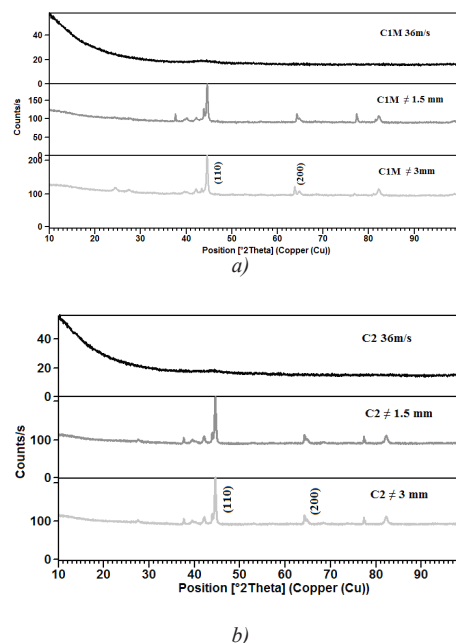 C1M 36m/s
40
20
0
C1M ≠ 1.5 mm
150
100
50
0
C1M ≠ 3mm
200
100
0
(110)
(200)
Counts/s
10 20 30 40 50 60 70 80 90
Position [°2Theta] (Copper (Cu))
a)
C2 36m/s
40
20
0
C2 ≠ 1.5 mm
100
0
C2 ≠ 3 mm
100
0
(110)
(200)
Counts/s
10 20 30 40 50 60 70 80 90
Position [°2Theta] (Copper (Cu))
b)